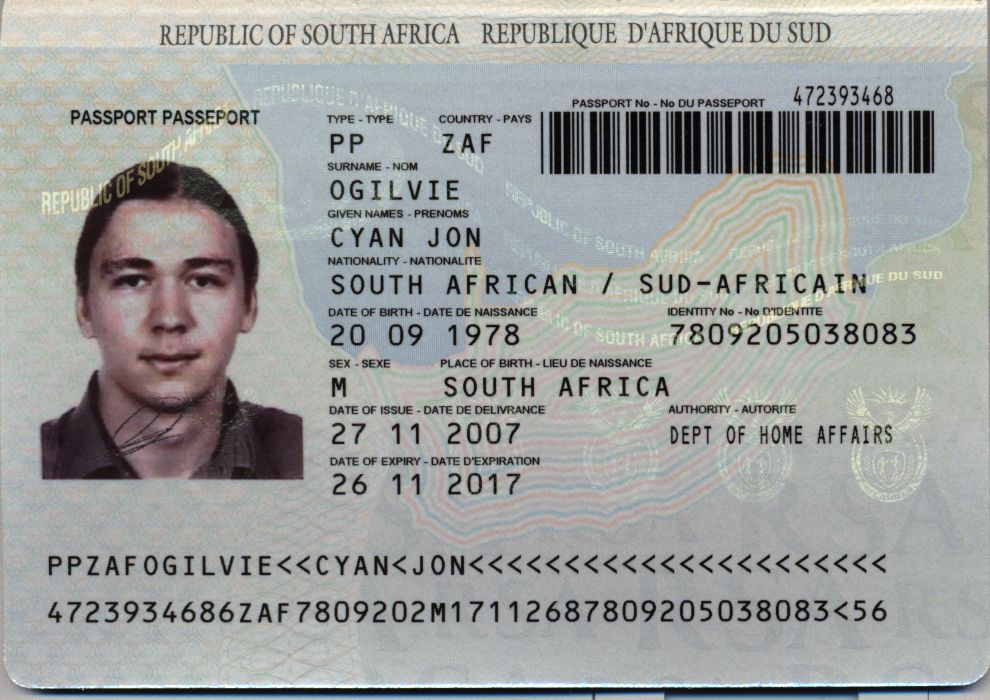 REPUBLIC OF SOUTH AFRICA REPUBLIQUE D'AFRIQUE DU SUD
PASSPORT No - No DU PASSEPORT 472393468
PASSPORT PASSEPORT
TYPE - TYPE COUNTRY - PAYS
PP ZAF
SURNAME - NOM
OGILVIE
GIVEN NAMES - PRENOMS
CYAN JON
NATIONALITY - NATIONALITE
SOUTH AFRICAN / SUD-AFRICAIN
DATE OF BIRTH - DATE DE NAISSANCE IDENTITY No - No D'IDENTITE
20 09 1978 7809205038083
SEX - SEXE PLACE OF BIRTH - LIEU DE NAISSANCE
M SOUTH AFRICA
DATE OF ISSUE - DATE DE DELIVRANCE AUTHORITY - AUTORITE
27 11 2007 DEPT OF HOME AFFAIRS
DATE OF EXPIRY - DATE D'EXPIRATION
26 11 2017
PPZAFOGILVIE<<CYAN<JON<<<<<<<<<<<<<<<<<<<<<<
4723934686ZAF7809202M17112687809205038083<56
REPUBLIC OF SOUTH AFRICA
REPUBLIQUE D'AFRIQUE DU SUD